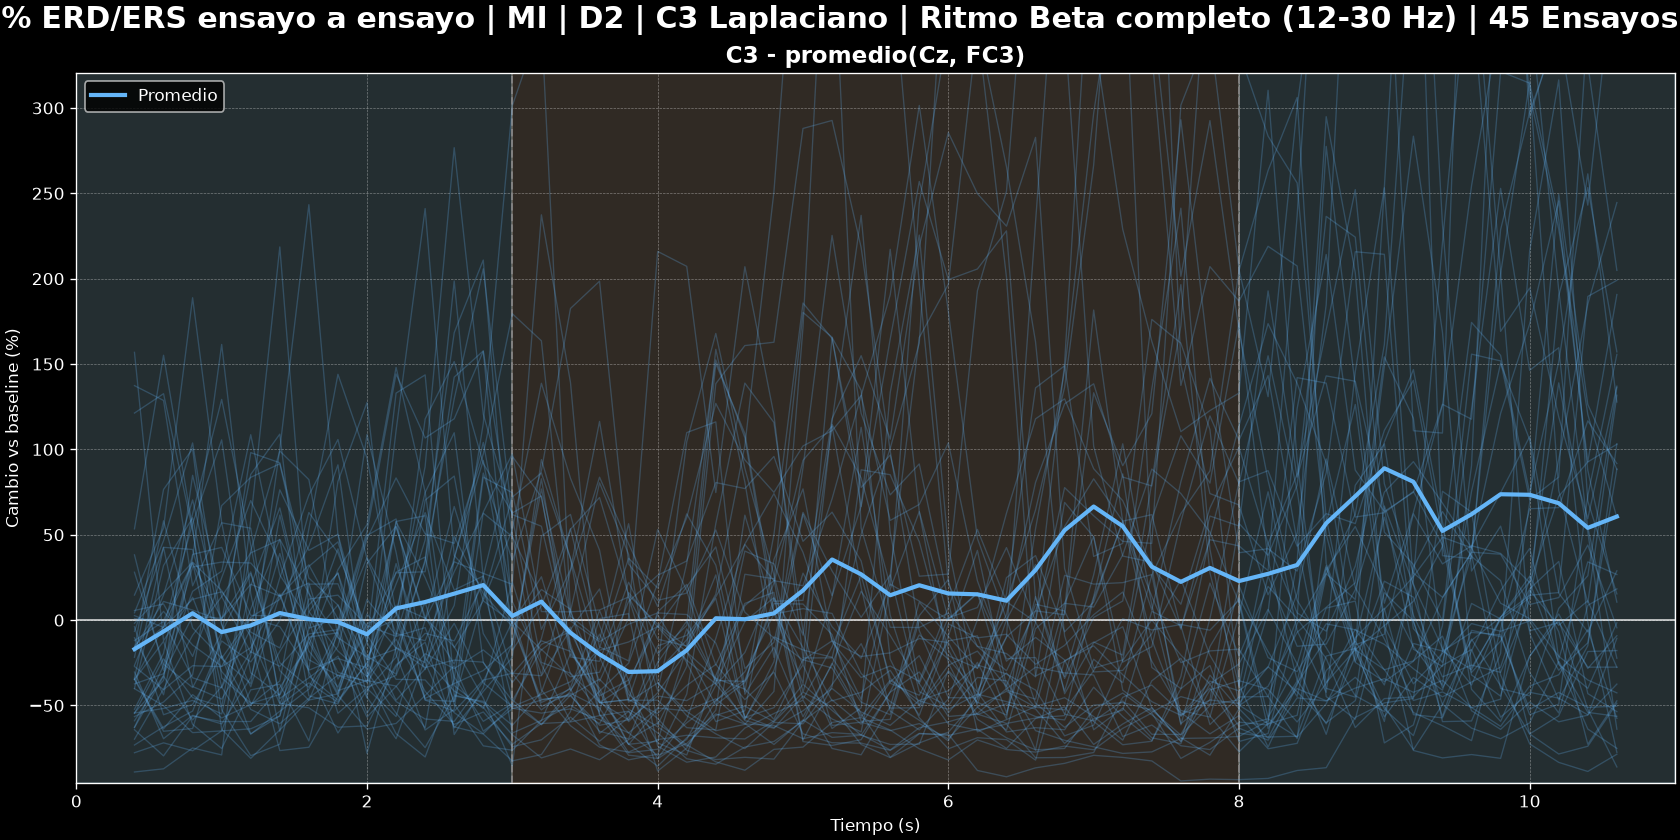 % ERD/ERS ensayo a ensayo | MI | D2 | C3 Laplaciano | Ritmo Beta completo (12-30 Hz) | 45 Ensayos
C3 - promedio(Cz, FC3)
Promedio
300
250
200
150
100
50
0
−50
Cambio vs baseline (%)
0 2 4 6 8 10
Tiempo (s)